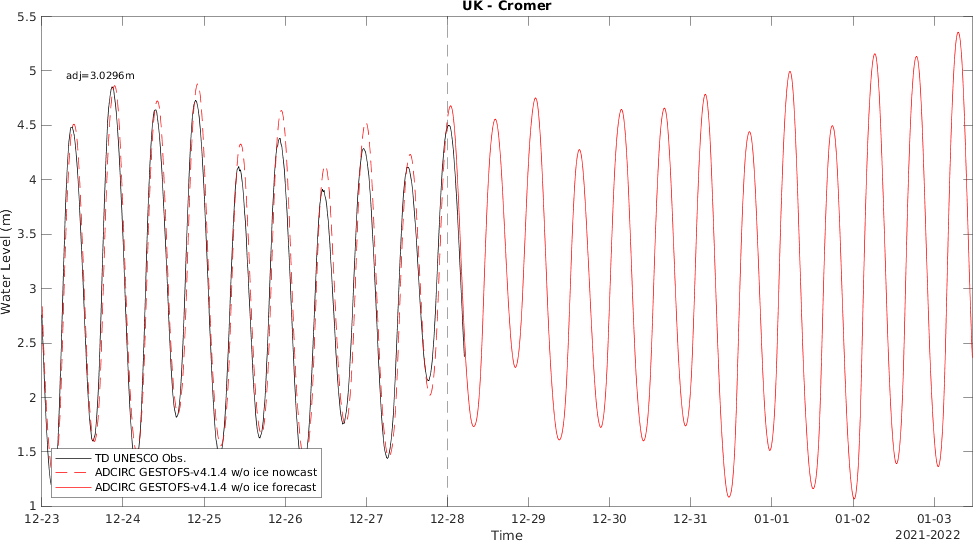 UK - Cromer
5.5
5
4.5
4
3.5
3
2.5
2
1.5
1
Water Level (m)
adj=3.0296m
TD UNESCO Obs.
ADCIRC GESTOFS-v4.1.4 w/o ice nowcast
ADCIRC GESTOFS-v4.1.4 w/o ice forecast
12-23 12-24 12-25 12-26 12-27 12-28 12-29 12-30 12-31 01-01 01-02 01-03
Time
2021-2022